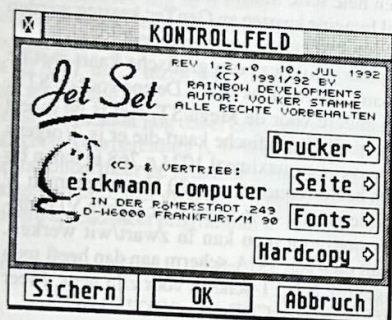 KONTROLLFELD
REV 1.21.0 10. JUL 1992
(C) 1991/92 BY
RAINBOW DEVELOPMENTS
AUTOR: VOLKER STAMME
ALLE RECHTE VORBEHALTEN
Jet Set
Drucker
(C) & VERTRIEB:
eickmann computer
Seite
IN DER RÖMERSTADT 249
D-W6000 FRANKFURT/M 90
Fonts
Hardcopy
Sichern
OK
Abbruch